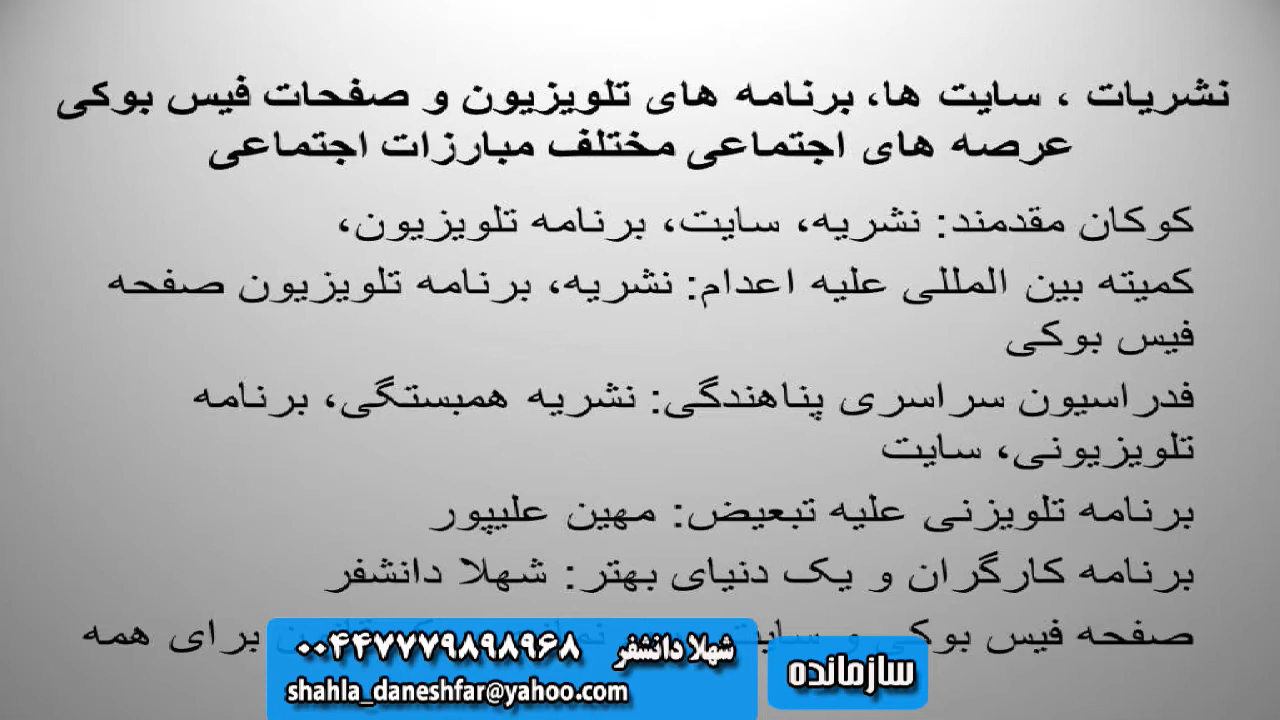 نشریات ، سایت ها، برنامه های تلویزیون و صفحات فیس بوکی
عرصه های اجتماعی مختلف مبارزات اجتماعی
کوکان مقدمند: نشریه، سایت، برنامه تلویزیون،
کمیته بین المللی علیه اعدام: نشریه، برنامه تلویزیون صفحه
فیس بوکی
فدراسیون سراسری پناهندگی: نشریه همبستگی، برنامه
تلویزیونی، سایت
برنامه تلویزنی علیه تبعیض: مهین علیپور
برنامه کارگران و یک دنیای بهتر: شهلا دانشفر
صفحه فیس بوکی و سایت برای همه
شهلا دانشفر ۰۰۴۴۷۷۷۹۸۹۸۹۶۸
shahla_daneshfar@yahoo.com
سازمانده